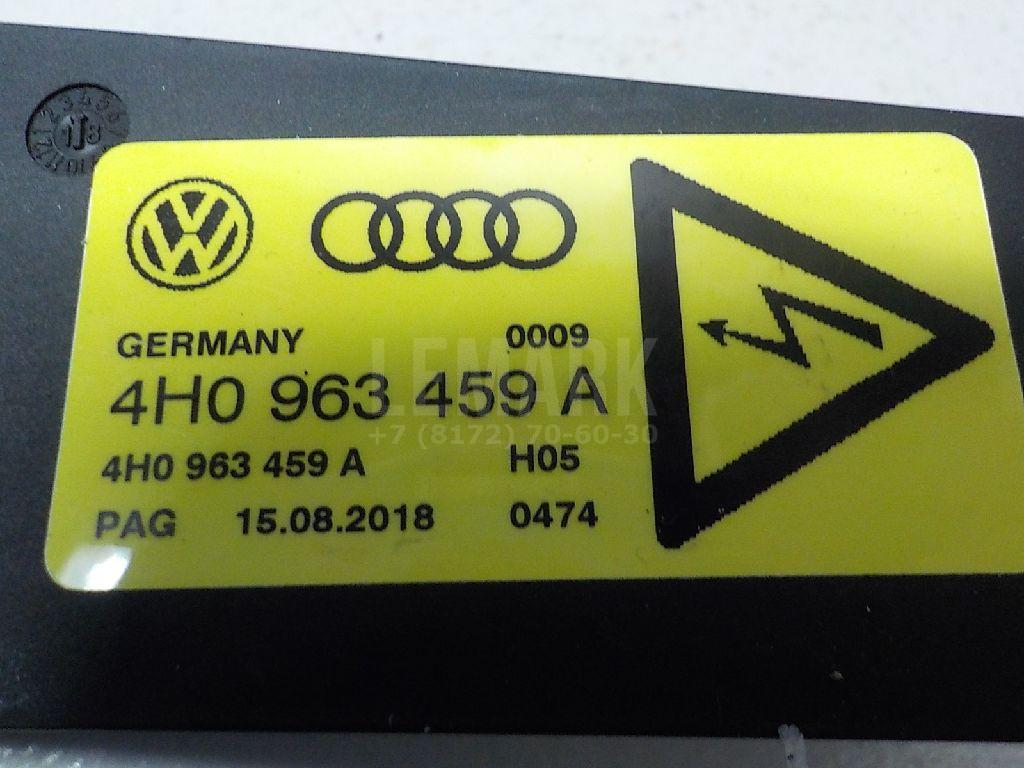 GERMANY 0009
4H0 963 459 A
LEMARK
+7 (8172) 70-60-30
4H0 963 459 A H05
PAG 15.08.2018 0474